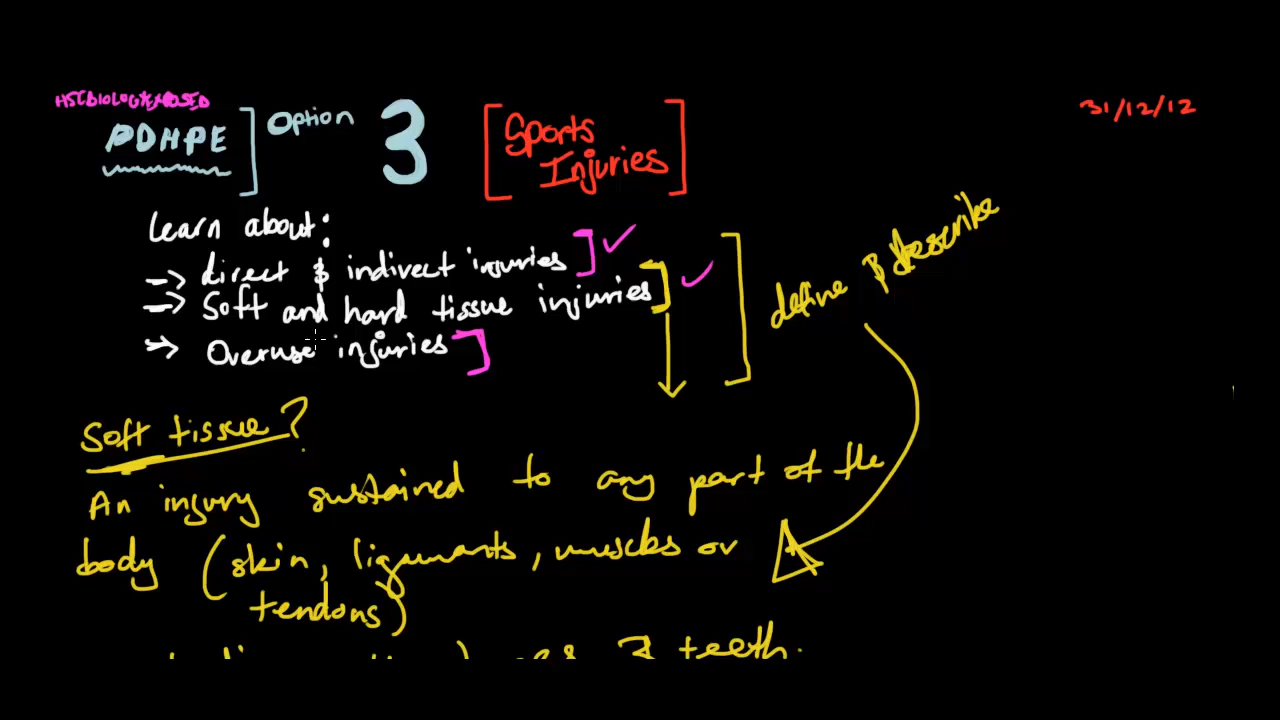 HSCBIOLOGYEXPOSED
PDHPE] Option 3 [Sports Injuries]
31/12/12
Learn about:
→ direct & indirect injuries] ✓
→ Soft and hard tissue injuries] ✓
→ Overuse injuries]
define & describe
Soft tissue?
An injury sustained to any part of the
body (skin, ligaments, muscles or
tendons)
& teeth.